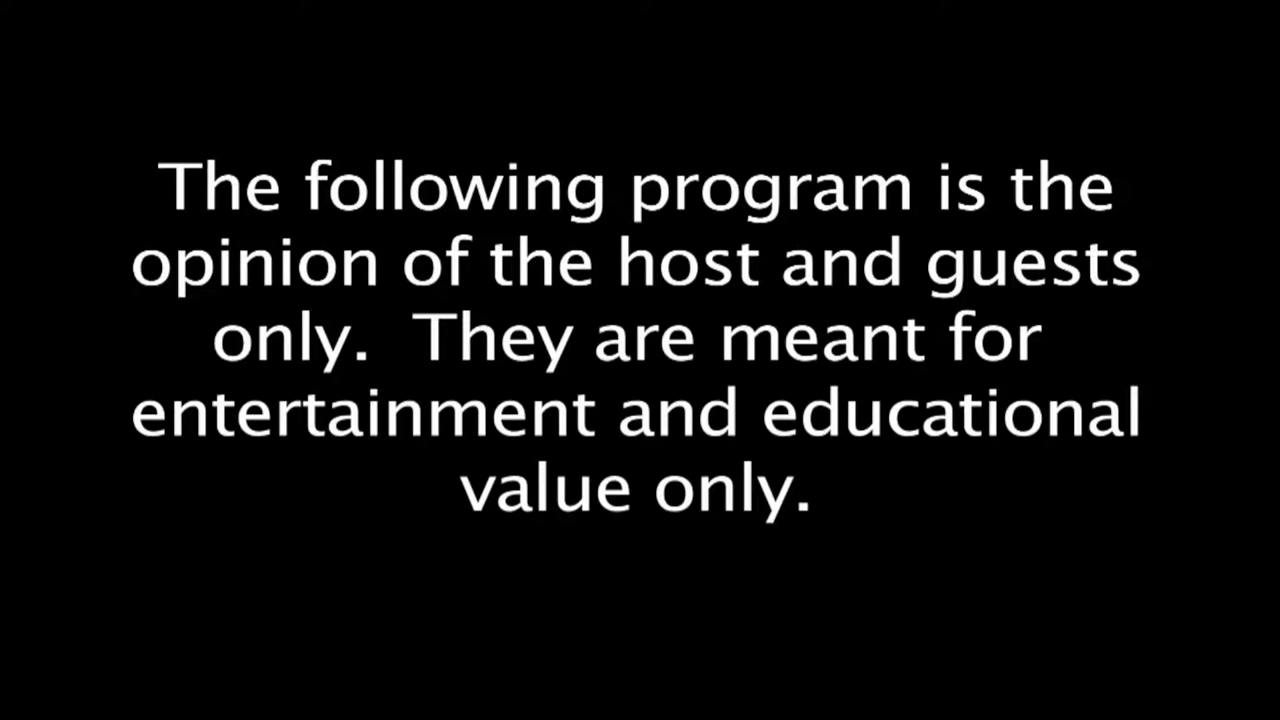 The following program is the
opinion of the host and guests
only.  They are meant for
entertainment and educational
value only.